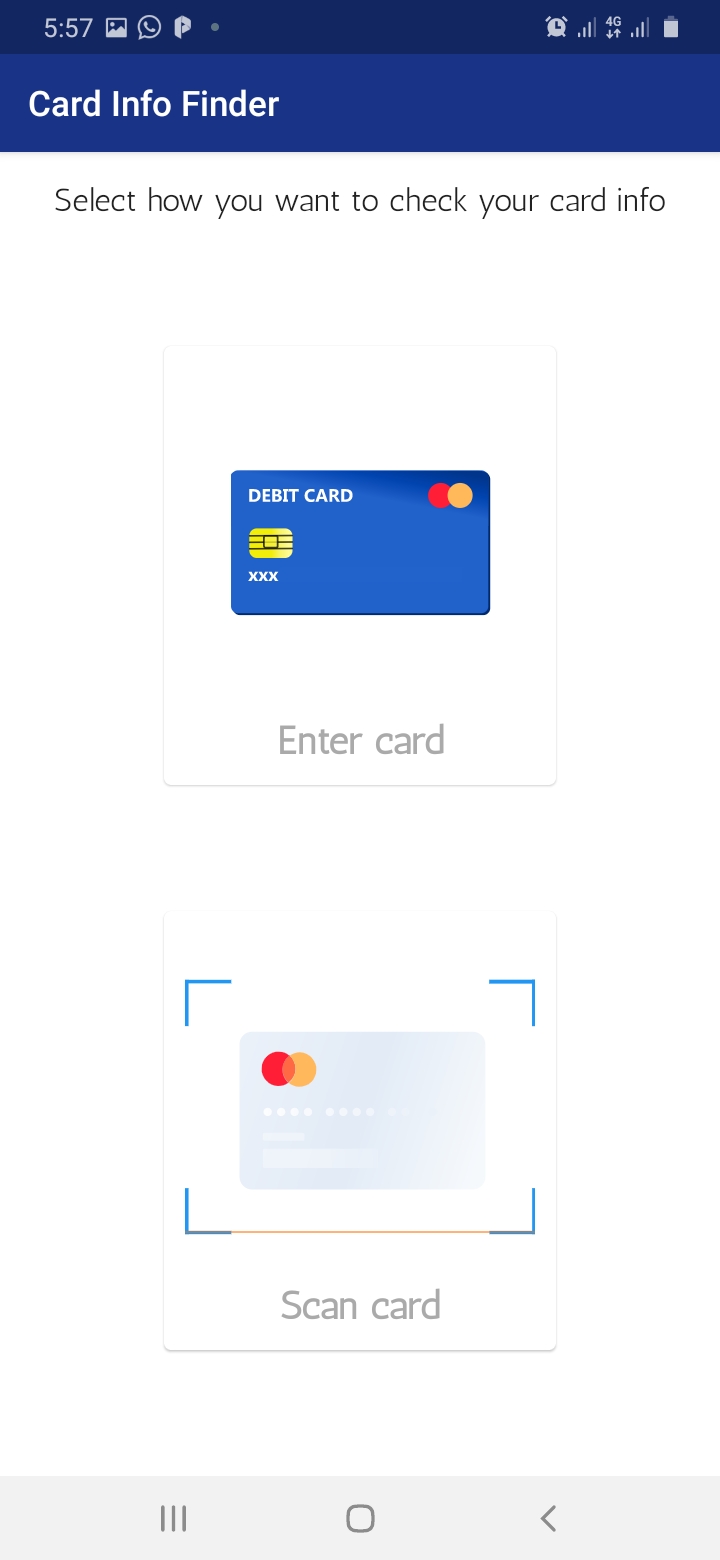 5:57
4G
Card Info Finder
Select how you want to check your card info
DEBIT CARD
xxx
Enter card
Scan card